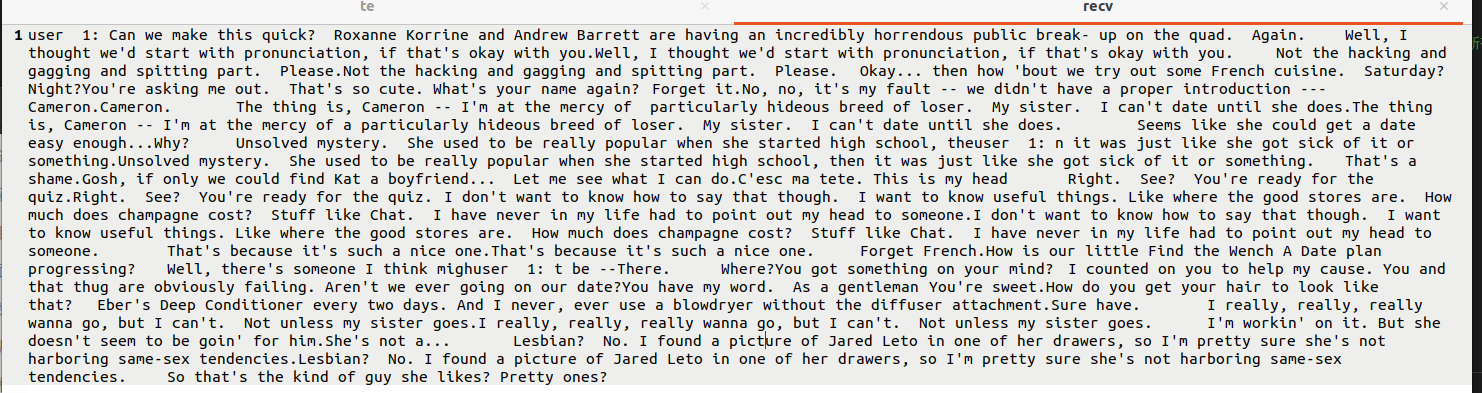 te × recv ×
1 user  1: Can we make this quick?  Roxanne Korrine and Andrew Barrett are having an incredibly horrendous public break- up on the quad.  Again.    Well, I
thought we'd start with pronunciation, if that's okay with you.Well, I thought we'd start with pronunciation, if that's okay with you.    Not the hacking and
gagging and spitting part.  Please.Not the hacking and gagging and spitting part.  Please.   Okay... then how 'bout we try out some French cuisine.  Saturday?
Night?You're asking me out.  That's so cute. What's your name again? Forget it.No, no, it's my fault -- we didn't have a proper introduction ---
Cameron.Cameron.       The thing is, Cameron -- I'm at the mercy of  particularly hideous breed of loser.  My sister.  I can't date until she does.The thing
is, Cameron -- I'm at the mercy of a particularly hideous breed of loser.  My sister.  I can't date until she does.        Seems like she could get a date
easy enough...Why?     Unsolved mystery.  She used to be really popular when she started high school, theuser  1: n it was just like she got sick of it or
something.Unsolved mystery.  She used to be really popular when she started high school, then it was just like she got sick of it or something.   That's a
shame.Gosh, if only we could find Kat a boyfriend...  Let me see what I can do.C'esc ma tete. This is my head      Right.  See?  You're ready for the
quiz.Right.  See?  You're ready for the quiz. I don't want to know how to say that though.  I want to know useful things. Like where the good stores are.  How
much does champagne cost?  Stuff like Chat.  I have never in my life had to point out my head to someone.I don't want to know how to say that though.  I want
to know useful things. Like where the good stores are.  How much does champagne cost?  Stuff like Chat.  I have never in my life had to point out my head to
someone.       That's because it's such a nice one.That's because it's such a nice one.     Forget French.How is our little Find the Wench A Date plan
progressing?   Well, there's someone I think mighuser  1: t be --There.     Where?You got something on your mind?  I counted on you to help my cause. You and
that thug are obviously failing. Aren't we ever going on our date?You have my word.  As a gentleman You're sweet.How do you get your hair to look like
that?   Eber's Deep Conditioner every two days. And I never, ever use a blowdryer without the diffuser attachment.Sure have.       I really, really, really
wanna go, but I can't.  Not unless my sister goes.I really, really, really wanna go, but I can't.  Not unless my sister goes.      I'm workin' on it. But she
doesn't seem to be goin' for him.She's not a...      Lesbian?  No. I found a picture of Jared Leto in one of her drawers, so I'm pretty sure she's not
harboring same-sex tendencies.Lesbian?  No. I found a picture of Jared Leto in one of her drawers, so I'm pretty sure she's not harboring same-sex
tendencies.    So that's the kind of guy she likes? Pretty ones?